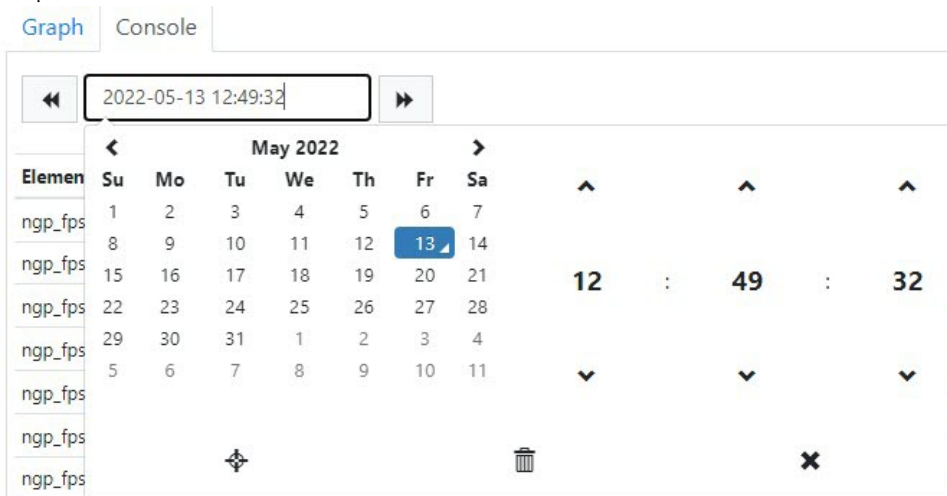 Graph Console
2022-05-13 12:49:32
May 2022
Elemen Su Mo Tu We Th Fr Sa
ngp_fps 1 2 3 4 5 6 7
8 9 10 11 12 13 14
ngp_fps 15 16 17 18 19 20 21
12 : 49 : 32
ngp_fps 22 23 24 25 26 27 28
ngp_fps 29 30 31 1 2 3 4
ngp_fps 5 6 7 8 9 10 11
ngp_fps
ngp_fps